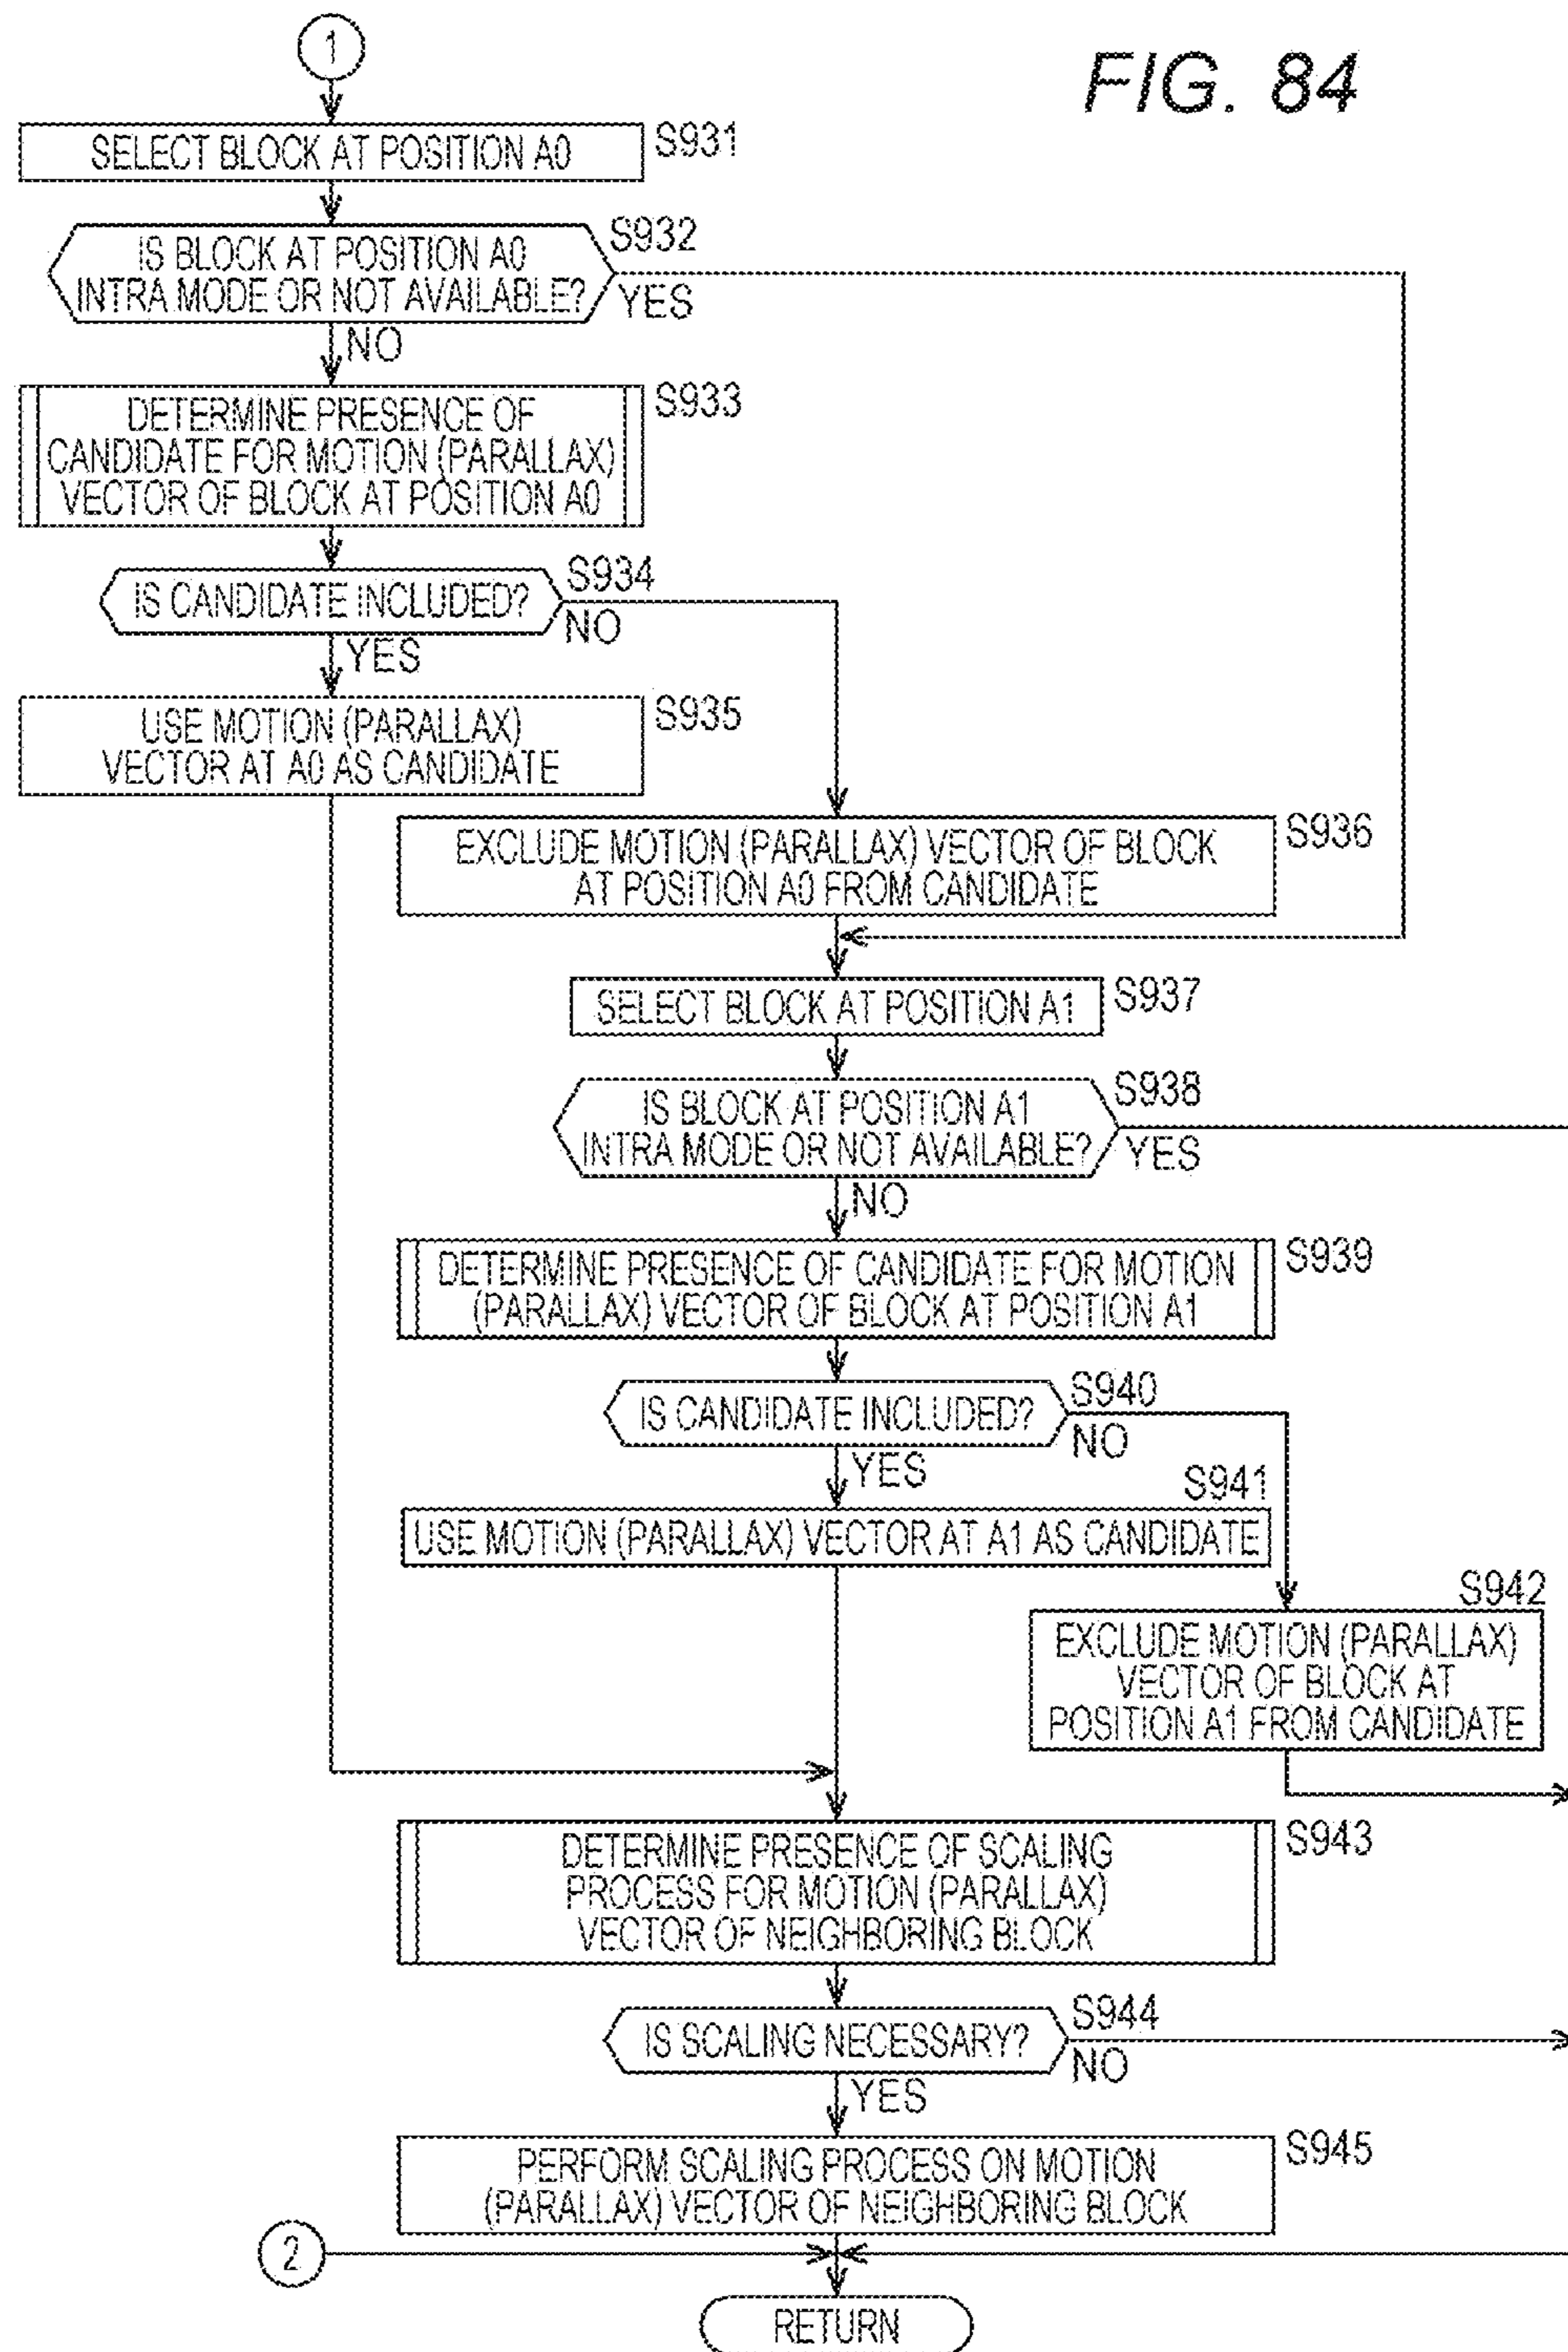 1
FIG. 84
SELECT BLOCK AT POSITION A0
S931
IS BLOCK AT POSITION A0
INTRA MODE OR NOT AVAILABLE?
S932
YES
NO
DETERMINE PRESENCE OF
CANDIDATE FOR MOTION (PARALLAX)
VECTOR OF BLOCK AT POSITION A0
S933
IS CANDIDATE INCLUDED?
S934
NO
YES
USE MOTION (PARALLAX)
VECTOR AT A0 AS CANDIDATE
S935
EXCLUDE MOTION (PARALLAX) VECTOR OF BLOCK
AT POSITION A0 FROM CANDIDATE
S936
SELECT BLOCK AT POSITION A1
S937
IS BLOCK AT POSITION A1
INTRA MODE OR NOT AVAILABLE?
S938
YES
NO
DETERMINE PRESENCE OF CANDIDATE FOR MOTION
(PARALLAX) VECTOR OF BLOCK AT POSITION A1
S939
IS CANDIDATE INCLUDED?
S940
NO
YES
S941
USE MOTION (PARALLAX) VECTOR AT A1 AS CANDIDATE
S942
EXCLUDE MOTION (PARALLAX)
VECTOR OF BLOCK AT
POSITION A1 FROM CANDIDATE
DETERMINE PRESENCE OF SCALING
PROCESS FOR MOTION (PARALLAX)
VECTOR OF NEIGHBORING BLOCK
S943
IS SCALING NECESSARY?
S944
NO
YES
PERFORM SCALING PROCESS ON MOTION
(PARALLAX) VECTOR OF NEIGHBORING BLOCK
S945
2
RETURN